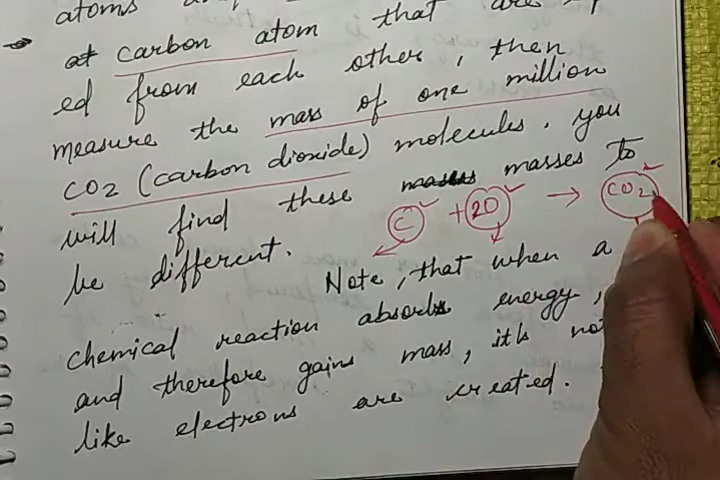 atoms that are
at carbon atom
ed from each other, then
measure the mass of one million
CO2 (carbon dioxide) molecules. you
will find these masses to
C + 2O → CO2
be different.
Note, that when a
chemical reaction absorbs energy,
and therefore gains mass, it's
like electrons are created.